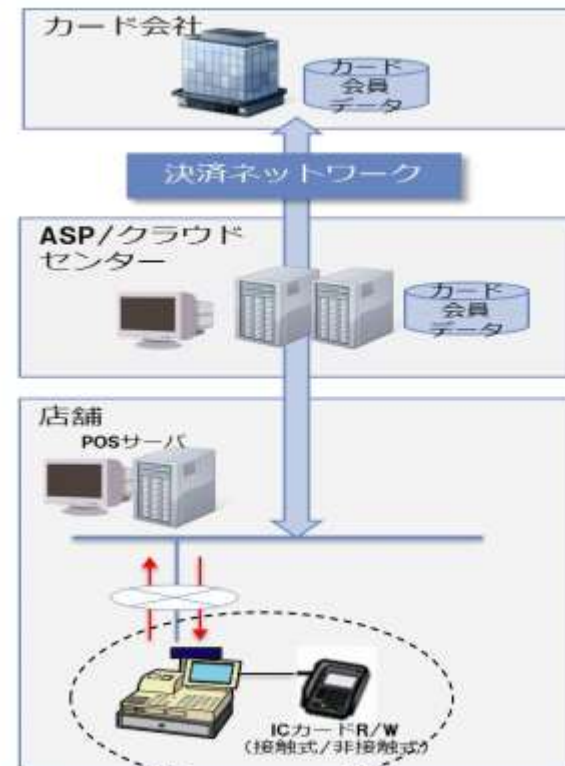 カード会社
カード
会員
データ
決済ネットワーク
ASP/クラウド
センター
カード
会員
データ
店舗
POSサーバ
ICカードR/W
(接触式/非接触式)